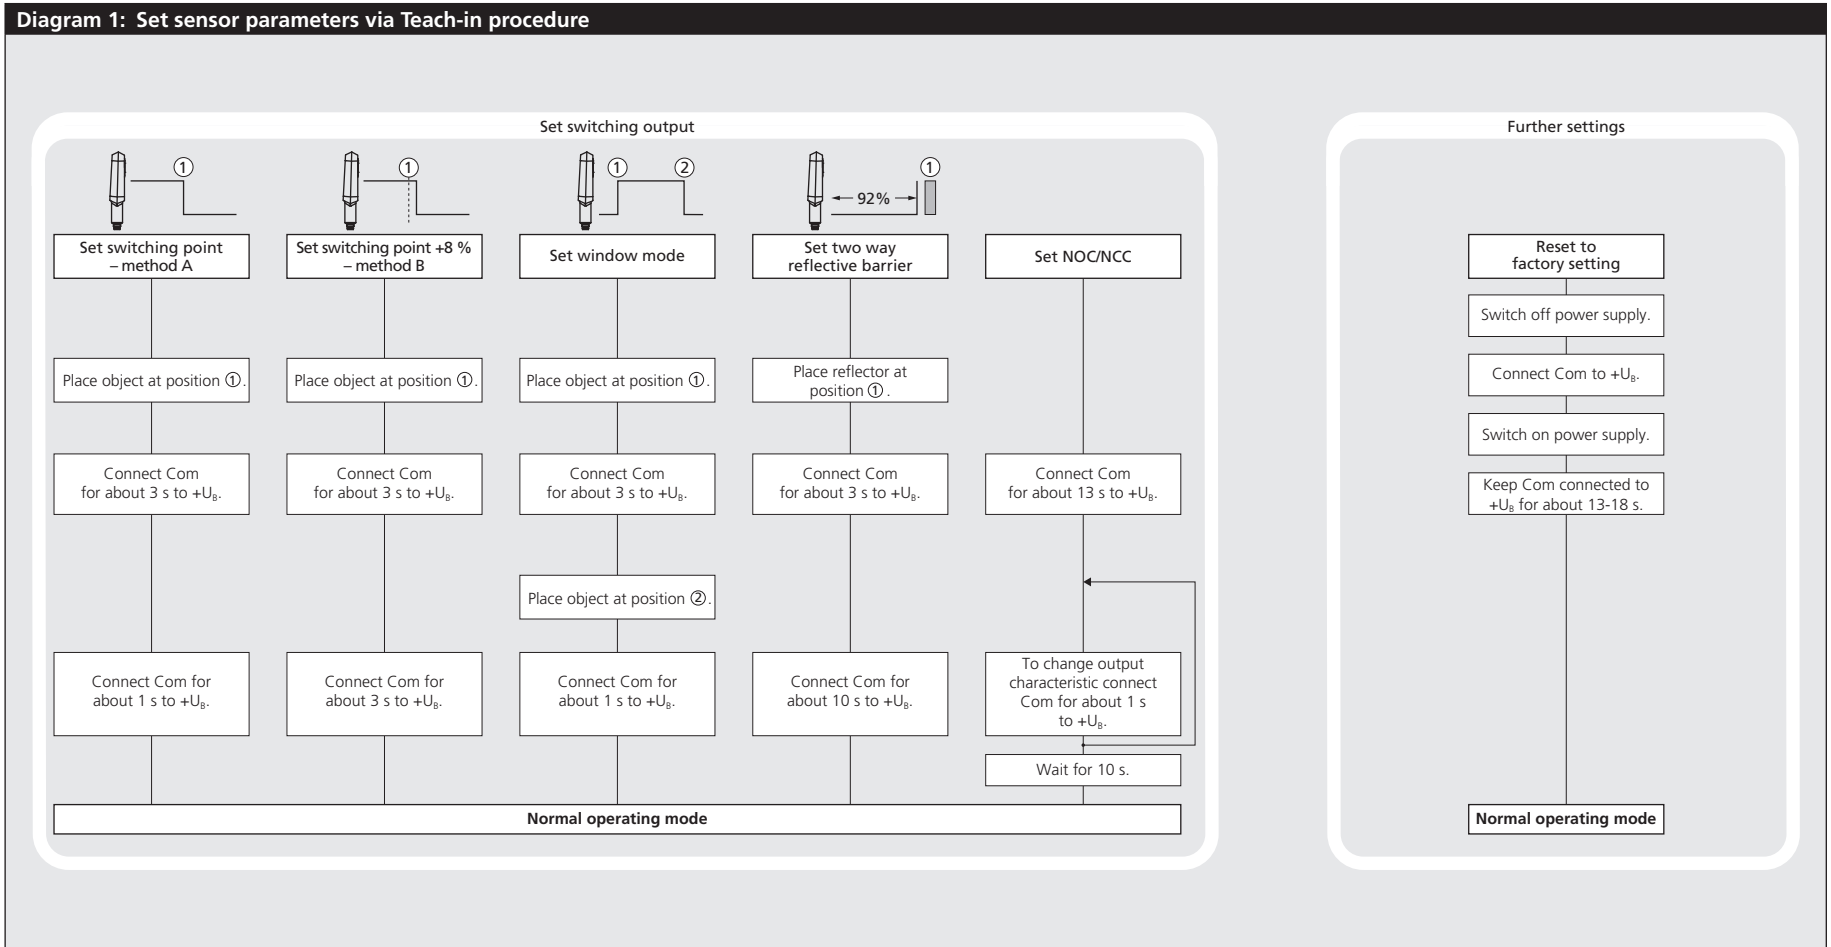 Diagram 1: Set sensor parameters via Teach-in procedure
Set switching output
①
①
①
②
92%
①
Set switching point
– method A
Place object at position ①.
Connect Com
for about 3 s to +UB.
Connect Com for
about 1 s to +UB.
Set switching point +8 %
– method B
Place object at position ①.
Connect Com
for about 3 s to +UB.
Connect Com for
about 3 s to +UB.
Set window mode
Place object at position ①.
Connect Com
for about 3 s to +UB.
Place object at position ②.
Connect Com for
about 1 s to +UB.
Set two way
reflective barrier
Place reflector at
position ① .
Connect Com
for about 3 s to +UB.
Connect Com for
about 10 s to +UB.
Set NOC/NCC
Connect Com
for about 13 s to +UB.
To change output
characteristic connect
Com for about 1 s
to +UB.
Wait for 10 s.
Normal operating mode
Further settings
Reset to
factory setting
Switch off power supply.
Connect Com to +UB.
Switch on power supply.
Keep Com connected to
+UB for about 13-18 s.
Normal operating mode